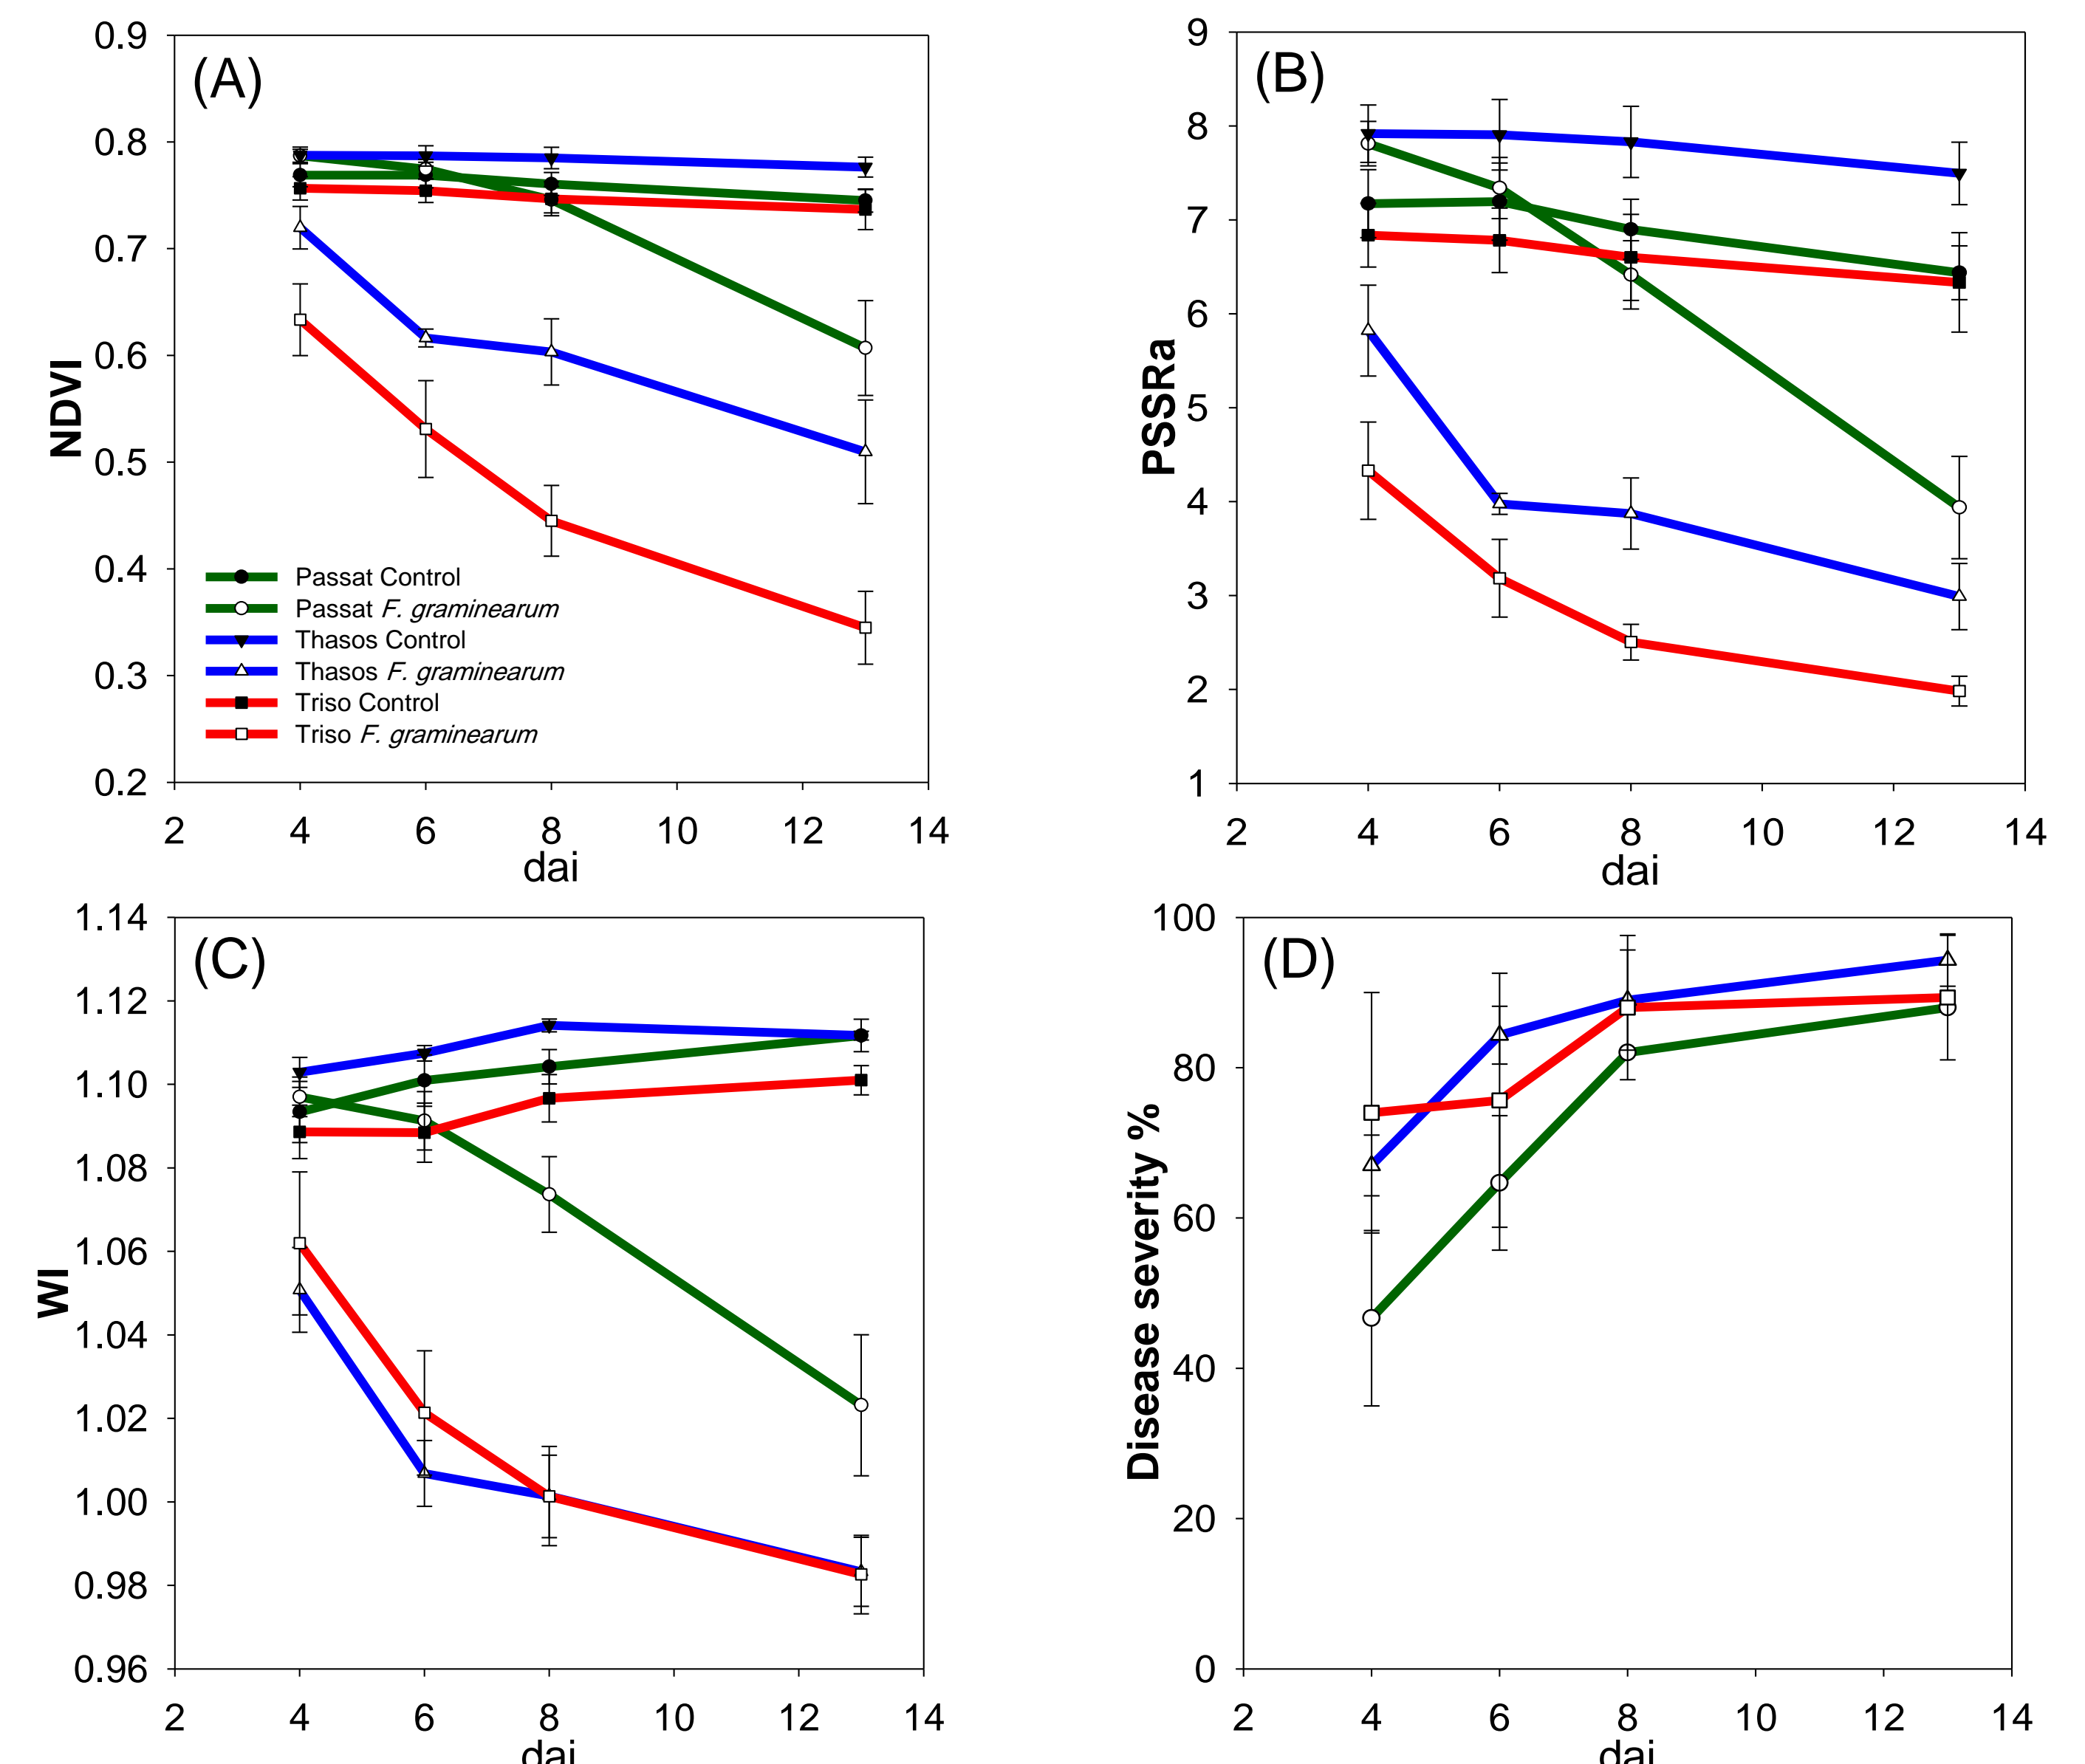 (A)
NDVI
0.9
0.8
0.7
0.6
0.5
0.4
0.3
0.2
Passat Control
Passat F. graminearum
Thasos Control
Thasos F. graminearum
Triso Control
Triso F. graminearum
2 4 6 8 10 12 14
dai
(B)
PSSRa
9
8
7
6
5
4
3
2
1
2 4 6 8 10 12 14
dai
(C)
WI
1.14
1.12
1.10
1.08
1.06
1.04
1.02
1.00
0.98
0.96
2 4 6 8 10 12 14
dai
(D)
Disease severity %
100
80
60
40
20
0
2 4 6 8 10 12 14
dai